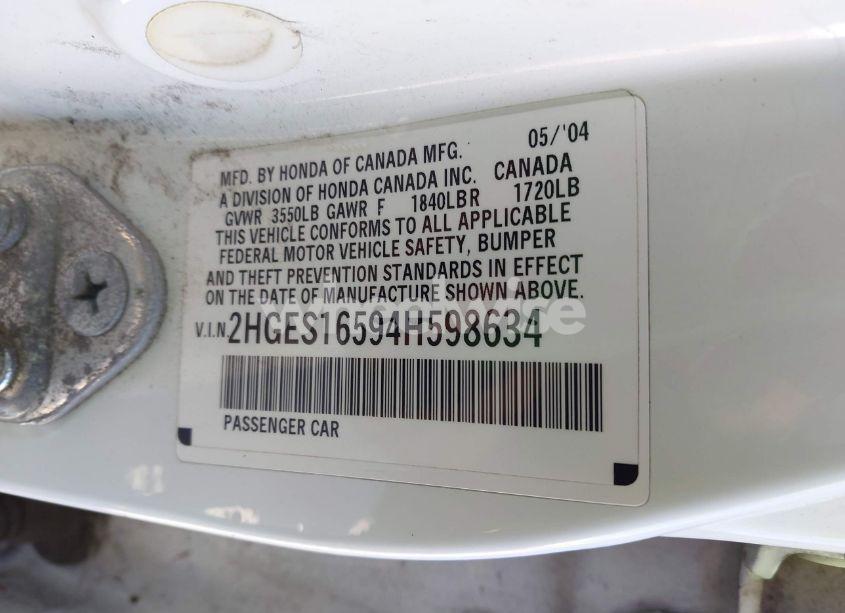 05/'04
MFD. BY HONDA OF CANADA MFG.
A DIVISION OF HONDA CANADA INC. CANADA
GVWR 3550LB GAWR F 1840LBR 1720LB
THIS VEHICLE CONFORMS TO ALL APPLICABLE
FEDERAL MOTOR VEHICLE SAFETY, BUMPER
AND THEFT PREVENTION STANDARDS IN EFFECT
ON THE DATE OF MANUFACTURE SHOWN ABOVE.
V.I.N. 2HGES16594H598634
PASSENGER CAR